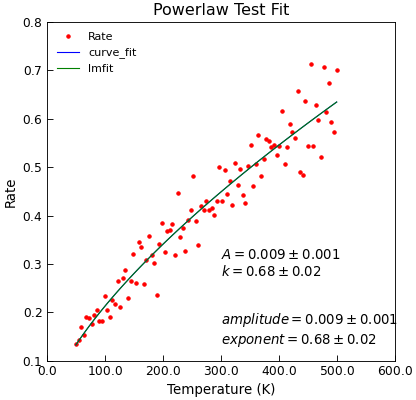 Powerlaw Test Fit
0.8
0.7
0.6
0.5
0.4
0.3
0.2
0.1
Rate
Rate
curve_fit
lmfit
A = 0.009 ± 0.001
k = 0.68 ± 0.02
amplitude = 0.009 ± 0.001
exponent = 0.68 ± 0.02
0.0 100.0 200.0 300.0 400.0 500.0 600.0
Temperature (K)